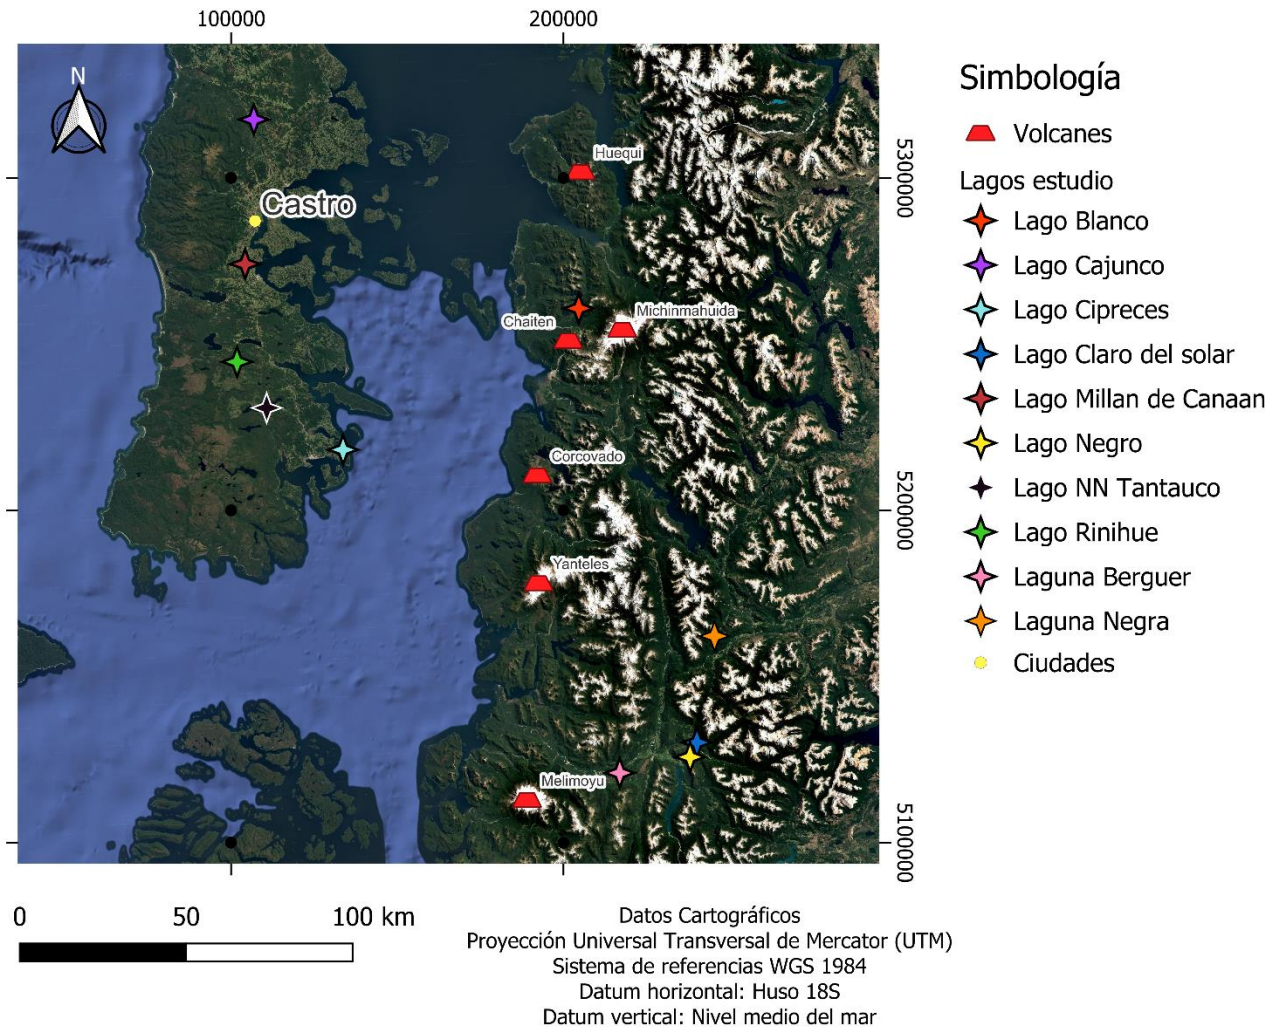 100000
200000
N
Huequi
Castro
Michinmahuida
Chaiten
Corcovado
Yanteles
Melimoyu
5300000
5200000
5100000
Simbología
Volcanes
Lagos estudio
Lago Blanco
Lago Cajunco
Lago Cipreces
Lago Claro del solar
Lago Millan de Canaan
Lago Negro
Lago NN Tantauco
Lago Rinihue
Laguna Berguer
Laguna Negra
Ciudades
0 50 100 km
Datos Cartográficos
Proyección Universal Transversal de Mercator (UTM)
Sistema de referencias WGS 1984
Datum horizontal: Huso 18S
Datum vertical: Nivel medio del mar